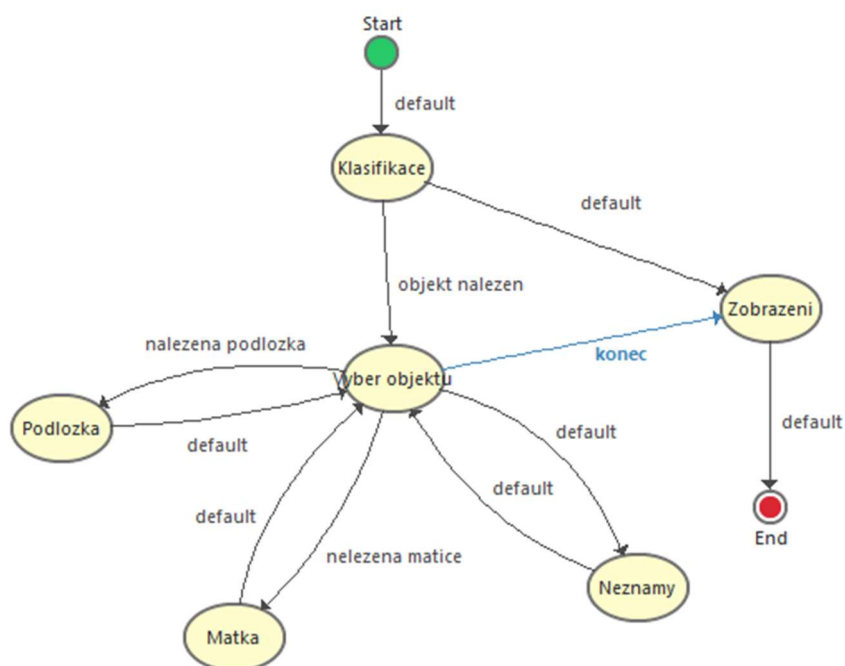 Start
default
Klasifikace
default
objekt nalezen
Zobrazeni
nalezena podlozka
konec
Vyber objektu
Podlozka
default
default
default
default
default
nelezena matice
End
Neznamy
Matka